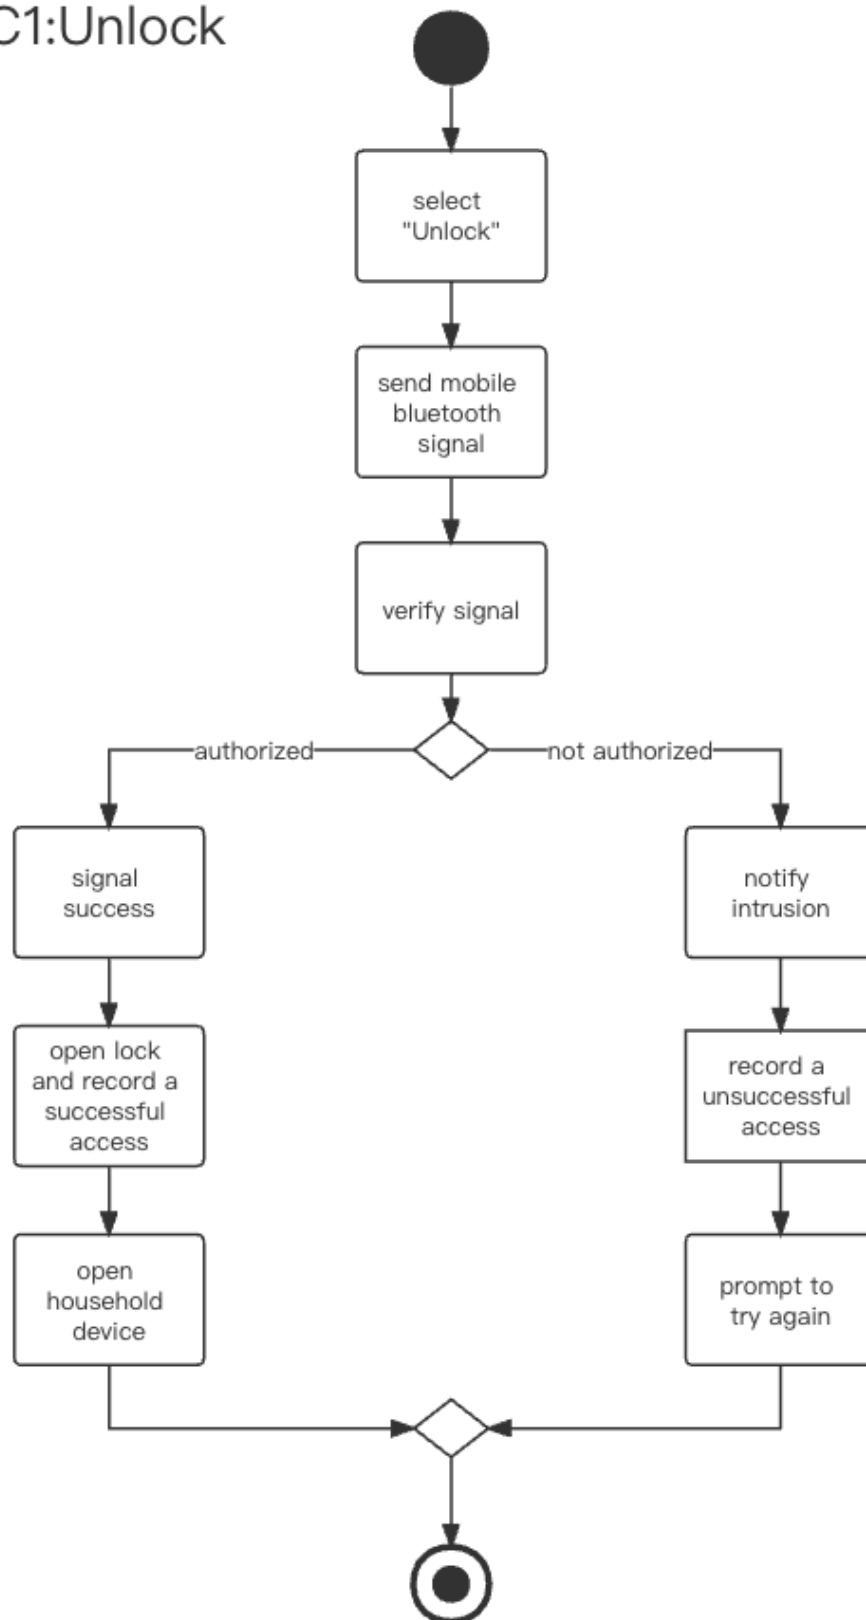 C1:Unlock
select
"Unlock"
send mobile
bluetooth
signal
verify signal
authorized
not authorized
signal
success
notify
intrusion
open lock
and record a
successful
access
record a
unsuccessful
access
open
household
device
prompt to
try again